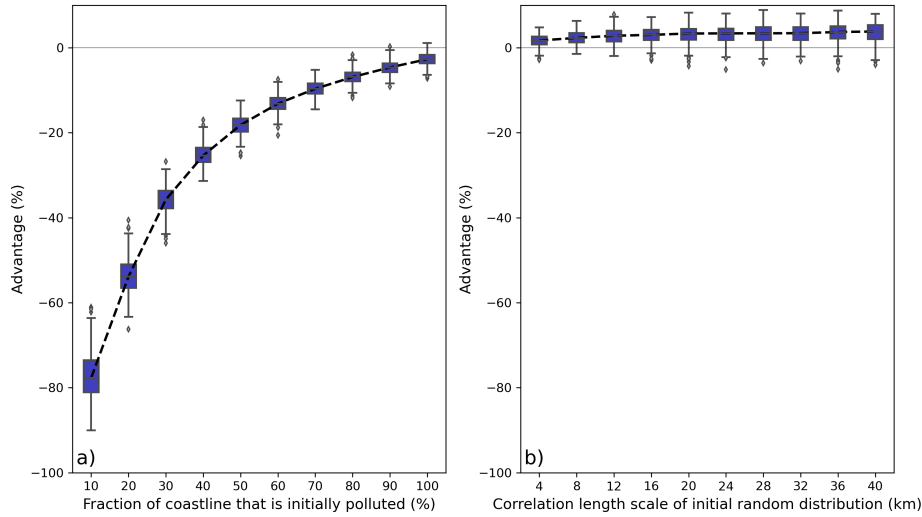 0
−20
−40
−60
−80
−100
Advantage (%)
a)
10 20 30 40 50 60 70 80 90 100
Fraction of coastline that is initially polluted (%)
0
−20
−40
−60
−80
−100
Advantage (%)
b)
4 8 12 16 20 24 28 32 36 40
Correlation length scale of initial random distribution (km)